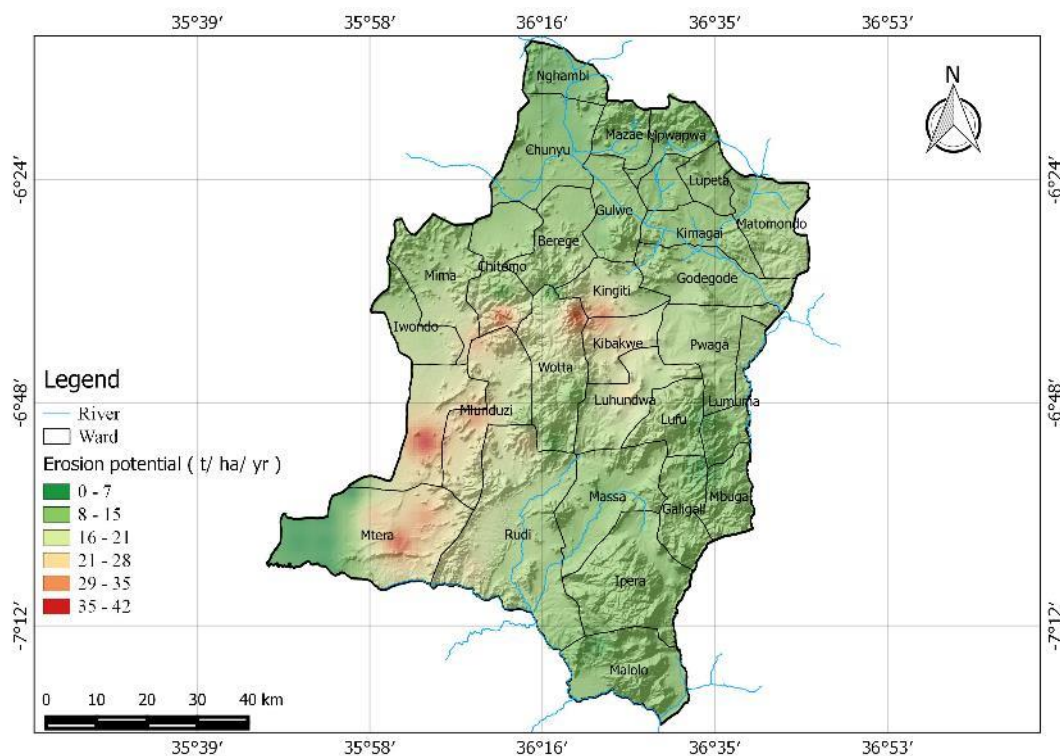 35°39′ 35°58′ 36°16′ 36°35′ 36°53′
N
Nghambi
Mazae Mpwapwa
Chunyu
-6°24′ -6°24′
Lupeta
Gulwe
Matomondo
Kimagai
Berege
Chitemo
Mima
Godegode
Kingiti
Iwondo
Kibakwe
Pwaga
Wotta
Legend
Luhundwa
Lumuma
-6°48′ -6°48′
River
Mlunduzi
Lufu
Ward
Erosion potential ( t/ ha/ yr )
0 - 7
8 - 15
16 - 21
21 - 28
29 - 35
35 - 42
Massa
Mbuga
Galigali
Mtera
Rudi
Ipera
-7°12′ -7°12′
Malolo
0 10 20 30 40 km
35°39′ 35°58′ 36°16′ 36°35′ 36°53′